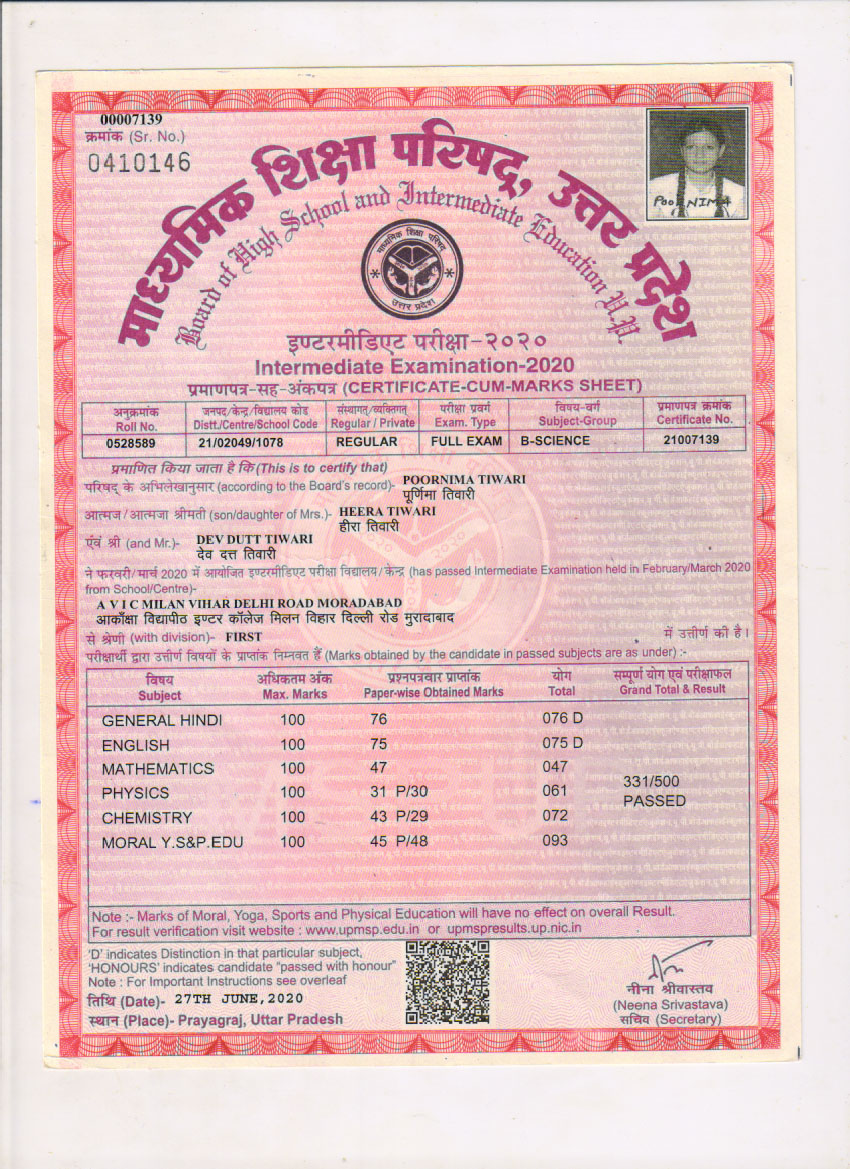 00007139
क्रमांक (Sr. No.)
0410146
माध्यमिक शिक्षा परिषद्, उत्तर प्रदेश
Board of High School and Intermediate Education U.P.
POORNIMA
माध्यमिक शिक्षा परिषद
उत्तर प्रदेश
इण्टरमीडिएट परीक्षा-२०२०
Intermediate Examination-2020
प्रमाणपत्र-सह-अंकपत्र (CERTIFICATE-CUM-MARKS SHEET)
अनुक्रमांक जनपद/केन्द्र/विद्यालय कोड संस्थागत/व्यक्तिगत परीक्षा प्रवर्ग विषय-वर्ग प्रमाणपत्र क्रमांक
Roll No. Distt./Centre/School Code Regular / Private Exam. Type Subject-Group Certificate No.
0528589 21/02049/1078 REGULAR FULL EXAM B-SCIENCE 21007139
प्रमाणित किया जाता है कि (This is to certify that)
परिषद् के अभिलेखानुसार (according to the Board's record)- POORNIMA TIWARI
पूर्णिमा तिवारी
आत्मज/आत्मजा श्रीमती (son/daughter of Mrs.)- HEERA TIWARI
हीरा तिवारी
एंवं श्री (and Mr.)- DEV DUTT TIWARI
देव दत्त तिवारी
ने फरवरी/मार्च 2020 में आयोजित इण्टरमीडिएट परीक्षा विद्यालय/केन्द्र (has passed Intermediate Examination held in February/March 2020
from School/Centre)-
A V I C MILAN VIHAR DELHI ROAD MORADABAD
आकाँक्षा विद्यापीठ इण्टर कॉलेज मिलन विहार दिल्ली रोड मुरादाबाद
से श्रेणी (with division)- FIRST में उत्तीर्ण की है।
परीक्षार्थी द्वारा उत्तीर्ण विषयों के प्राप्तांक निम्नवत हैं (Marks obtained by the candidate in passed subjects are as under) :-
विषय अधिकतम अंक प्रश्नपत्रवार प्राप्तांक योग सम्पूर्ण योग एवं परीक्षाफल
Subject Max. Marks Paper-wise Obtained Marks Total Grand Total & Result
GENERAL HINDI 100 76 076 D
ENGLISH 100 75 075 D
MATHEMATICS 100 47 047
PHYSICS 100 31 P/30 061
331/500
PASSED
CHEMISTRY 100 43 P/29 072
MORAL Y.S&P.EDU 100 45 P/48 093
Note :- Marks of Moral, Yoga, Sports and Physical Education will have no effect on overall Result.
For result verification visit website : www.upmsp.edu.in or upmspresults.up.nic.in
'D' indicates Distinction in that particular subject,
'HONOURS' indicates candidate "passed with honour"
Note : For Important Instructions see overleaf
तिथि (Date)- 27TH JUNE,2020
स्थान (Place)- Prayagraj, Uttar Pradesh
नीना श्रीवास्तव
(Neena Srivastava)
सचिव (Secretary)